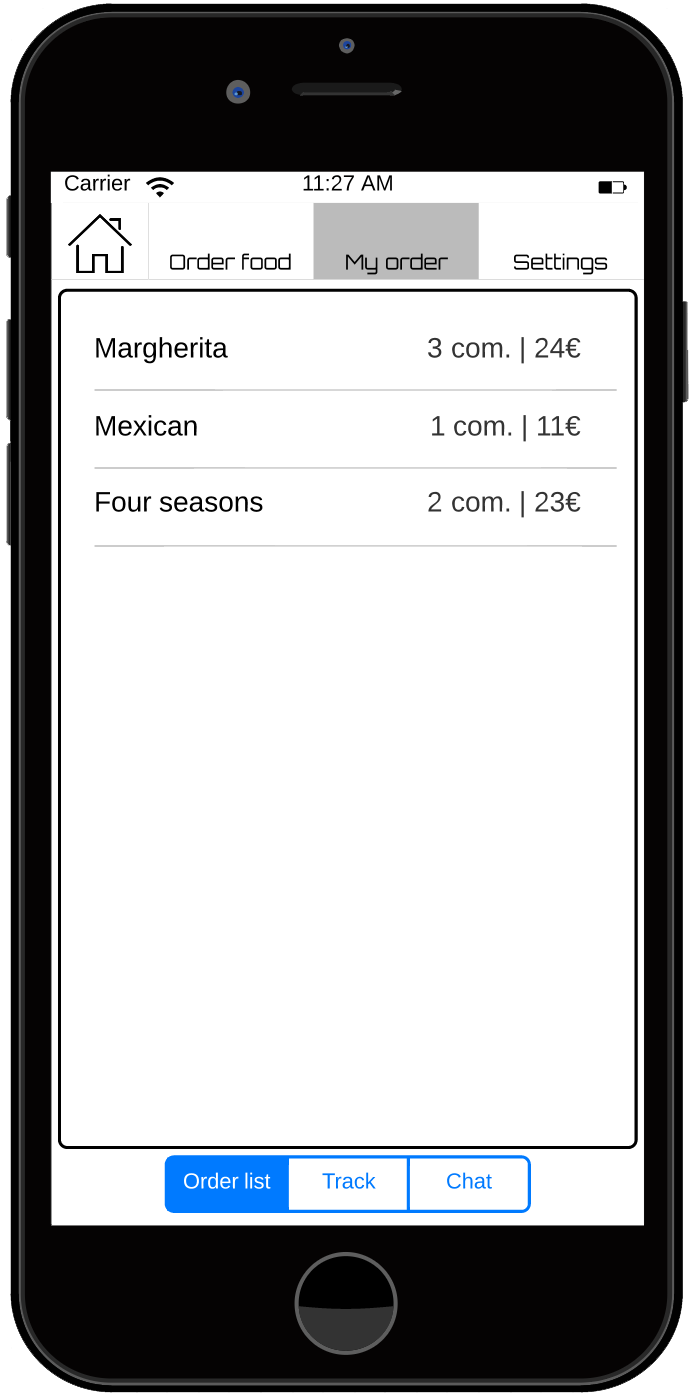 Carrier 11:27 AM
Order food My order Settings
Margherita 3 com. | 24€
Mexican 1 com. | 11€
Four seasons 2 com. | 23€
Order list Track Chat